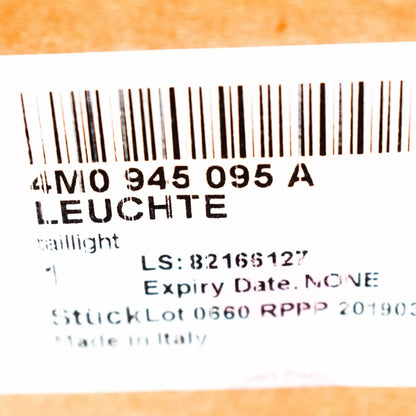 4M0 945 095 A
LEUCHTE
taillight
1
LS: 82166127
Expiry Date. NONE
Stück Lot 0660 RPPP 201903
Made in Italy